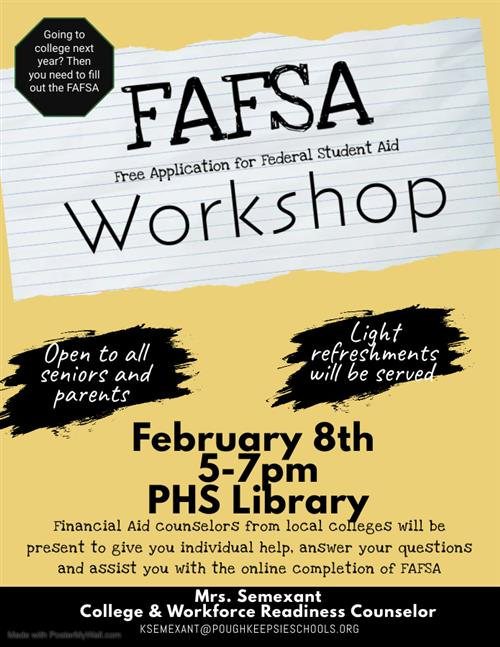 Going to
college next
year? Then
you need to fill
out the FAFSA
FAFSA
Free Application for Federal Student Aid
Workshop
Open to all
seniors and
parents
Light
refreshments
will be served
February 8th
5-7pm
PHS Library
Financial Aid counselors from local colleges will be
present to give you individual help, answer your questions
and assist you with the online completion of FAFSA
Mrs. Semexant
College & Workforce Readiness Counselor
KSEMEXANT@POUGHKEEPSIESCHOOLS.ORG
Made with PosterMyWall.com